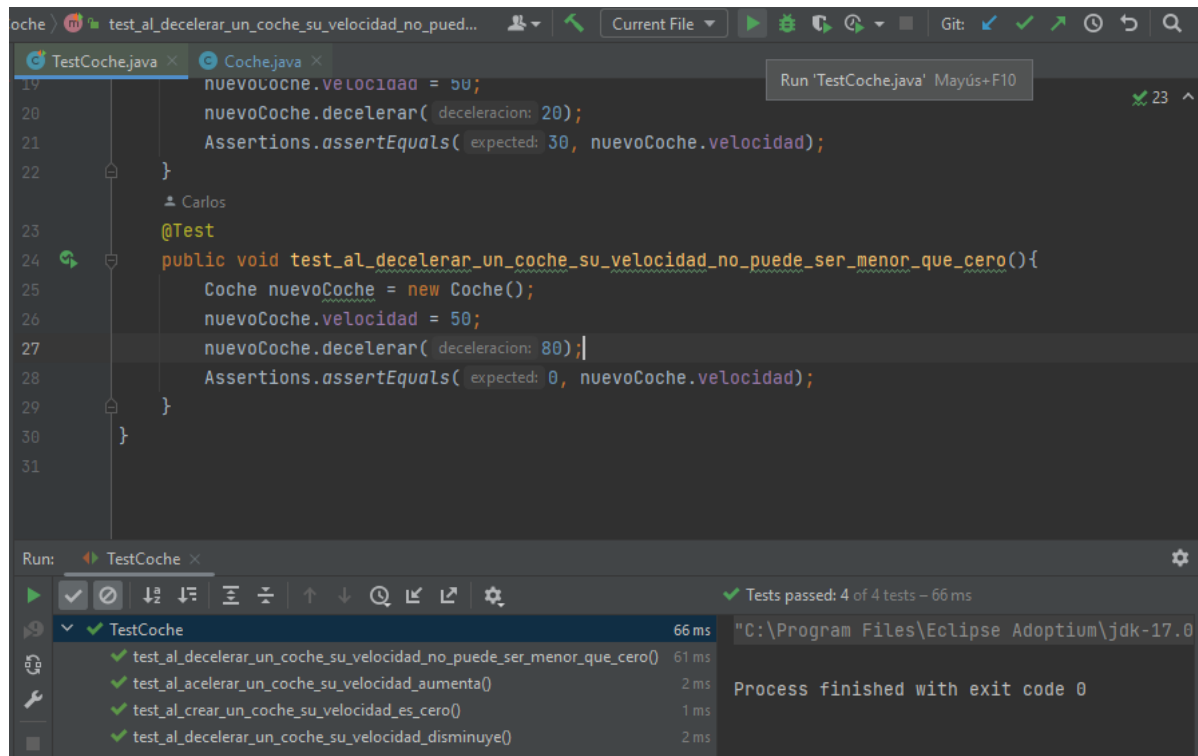 oche > test_al_decelerar_un_coche_su_velocidad_no_pued... Current File Git:
TestCoche.java Coche.java
Run 'TestCoche.java' Mayús+F10
19 nuevoCoche.velocidad = 50;
23
20 nuevoCoche.decelerar( deceleracion: 20);
21 Assertions.assertEquals( expected: 30, nuevoCoche.velocidad);
22 }
Carlos
23 @Test
24 public void test_al_decelerar_un_coche_su_velocidad_no_puede_ser_menor_que_cero(){
25 Coche nuevoCoche = new Coche();
26 nuevoCoche.velocidad = 50;
27 nuevoCoche.decelerar( deceleracion: 80);
28 Assertions.assertEquals( expected: 0, nuevoCoche.velocidad);
29 }
30 }
31
Run: TestCoche
Tests passed: 4 of 4 tests – 66 ms
TestCoche 66 ms
"C:\Program Files\Eclipse Adoptium\jdk-17.0
test_al_decelerar_un_coche_su_velocidad_no_puede_ser_menor_que_cero() 61 ms
test_al_acelerar_un_coche_su_velocidad_aumenta() 2 ms
Process finished with exit code 0
test_al_crear_un_coche_su_velocidad_es_cero() 1 ms
test_al_decelerar_un_coche_su_velocidad_disminuye() 2 ms